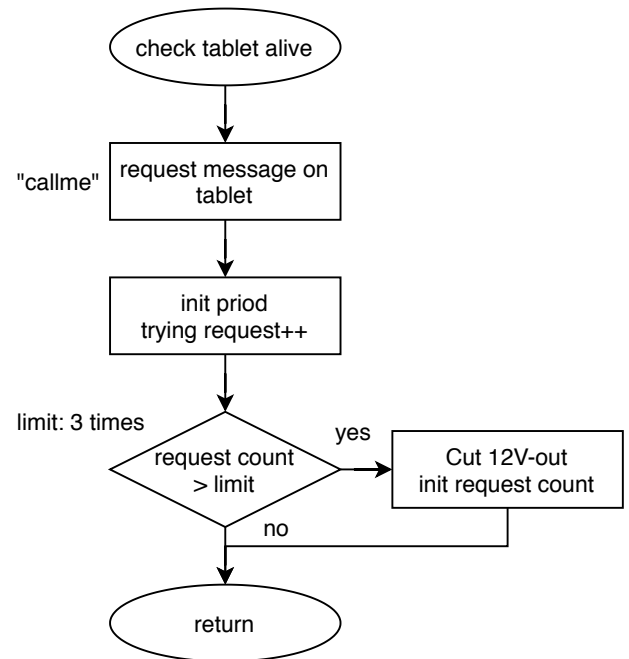 check tablet alive
"callme"
request message on
tablet
init priod
trying request++
limit: 3 times
request count
> limit
yes
Cut 12V-out
init request count
no
return